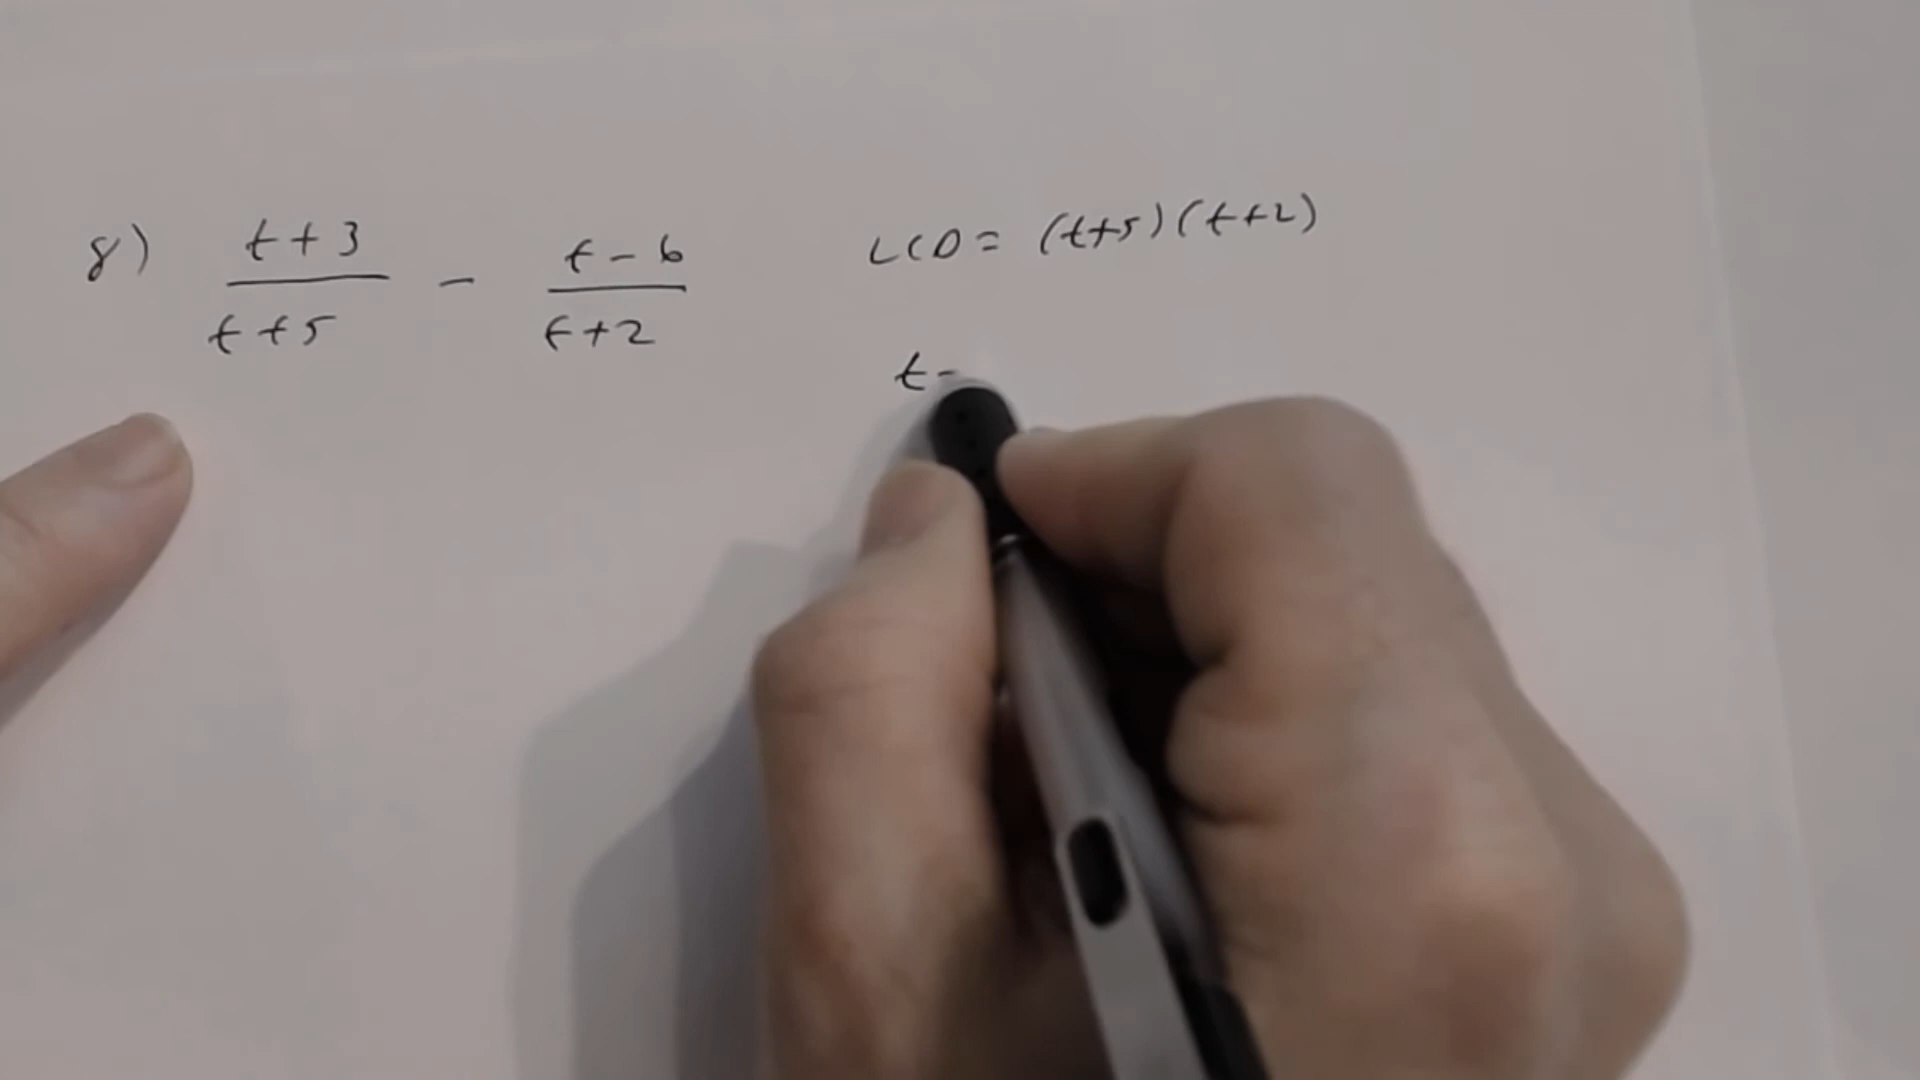 8) t+3 / t+5 - t-6 / t+2 LCD = (t+5)(t+2)
t-